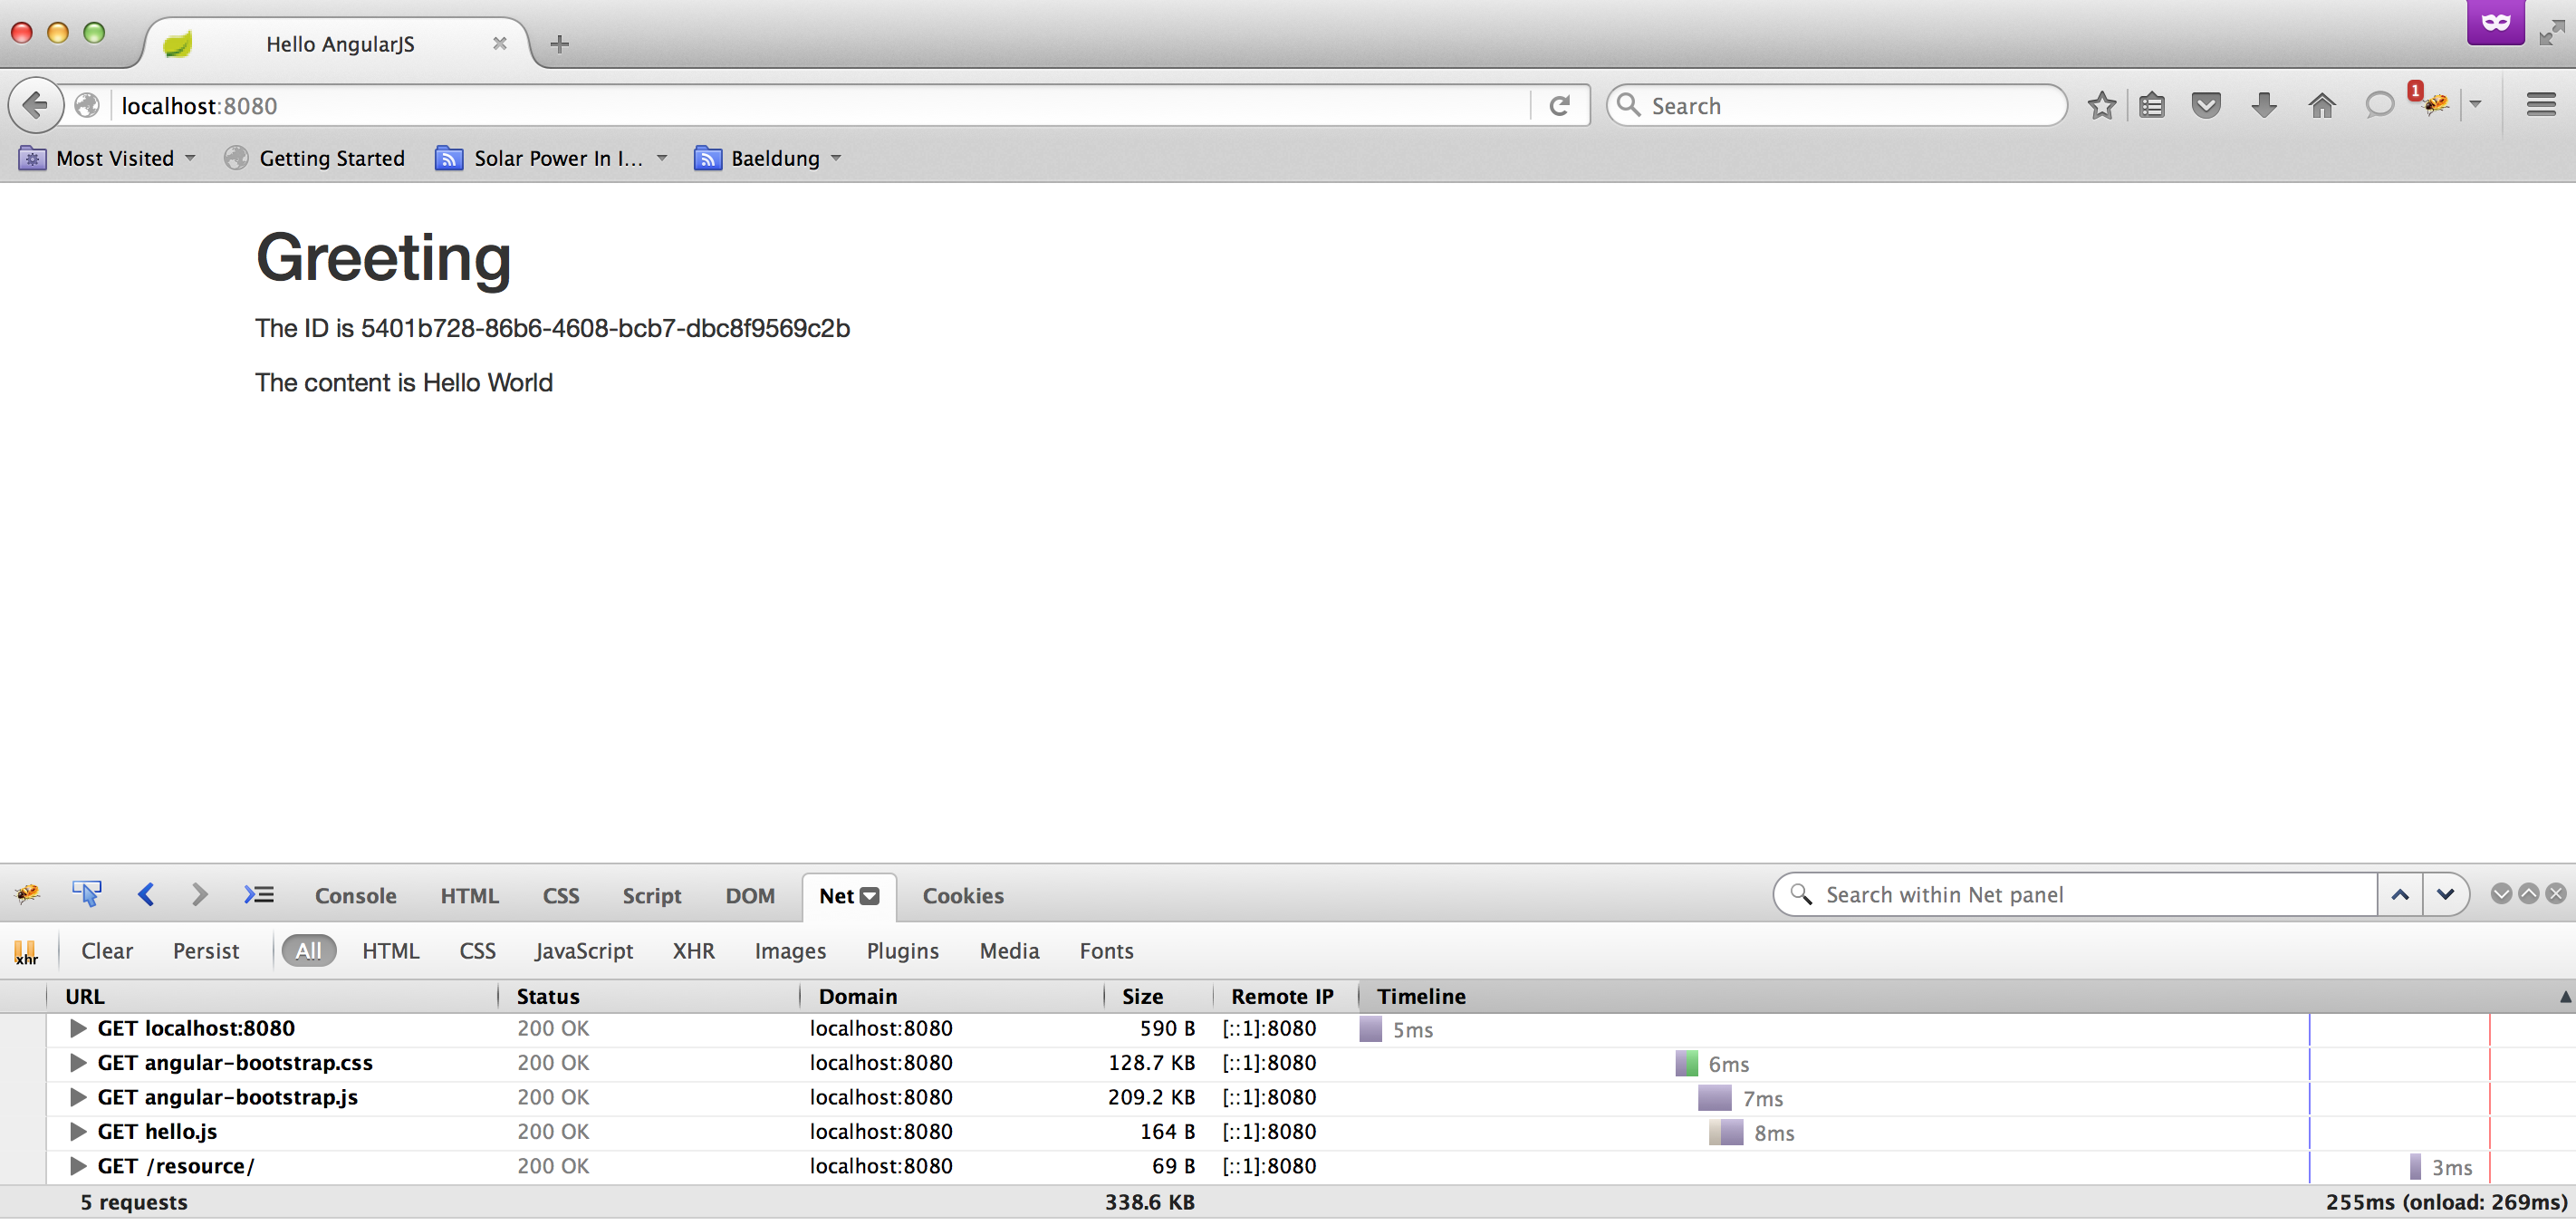 Hello AngularJS
localhost:8080
Search
1
Most Visited
Getting Started
Solar Power In I...
Baeldung
Greeting
The ID is 5401b728-86b6-4608-bcb7-dbc8f9569c2b
The content is Hello World
Console HTML CSS Script DOM Net Cookies
Search within Net panel
xhr Clear Persist All HTML CSS JavaScript XHR Images Plugins Media Fonts
URL Status Domain Size Remote IP Timeline
GET localhost:8080 200 OK localhost:8080 590 B [::1]:8080 5ms
GET angular-bootstrap.css 200 OK localhost:8080 128.7 KB [::1]:8080 6ms
GET angular-bootstrap.js 200 OK localhost:8080 209.2 KB [::1]:8080 7ms
GET hello.js 200 OK localhost:8080 164 B [::1]:8080 8ms
GET /resource/ 200 OK localhost:8080 69 B [::1]:8080 3ms
5 requests 338.6 KB 255ms (onload: 269ms)